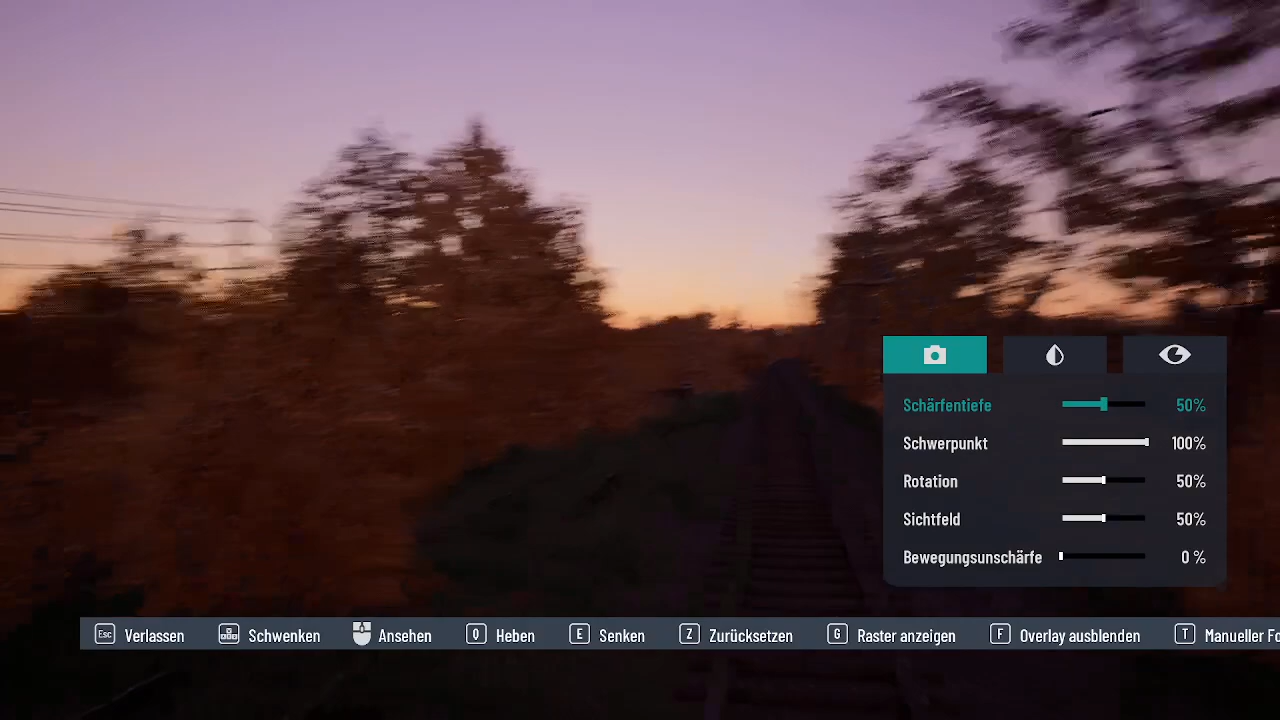 Schärfentiefe 50%
Schwerpunkt 100%
Rotation 50%
Sichtfeld 50%
Bewegungsunschärfe 0 %
Esc Verlassen Schwenken Ansehen Q Heben E Senken Z Zurücksetzen G Raster anzeigen F Overlay ausblenden T Manueller Fo